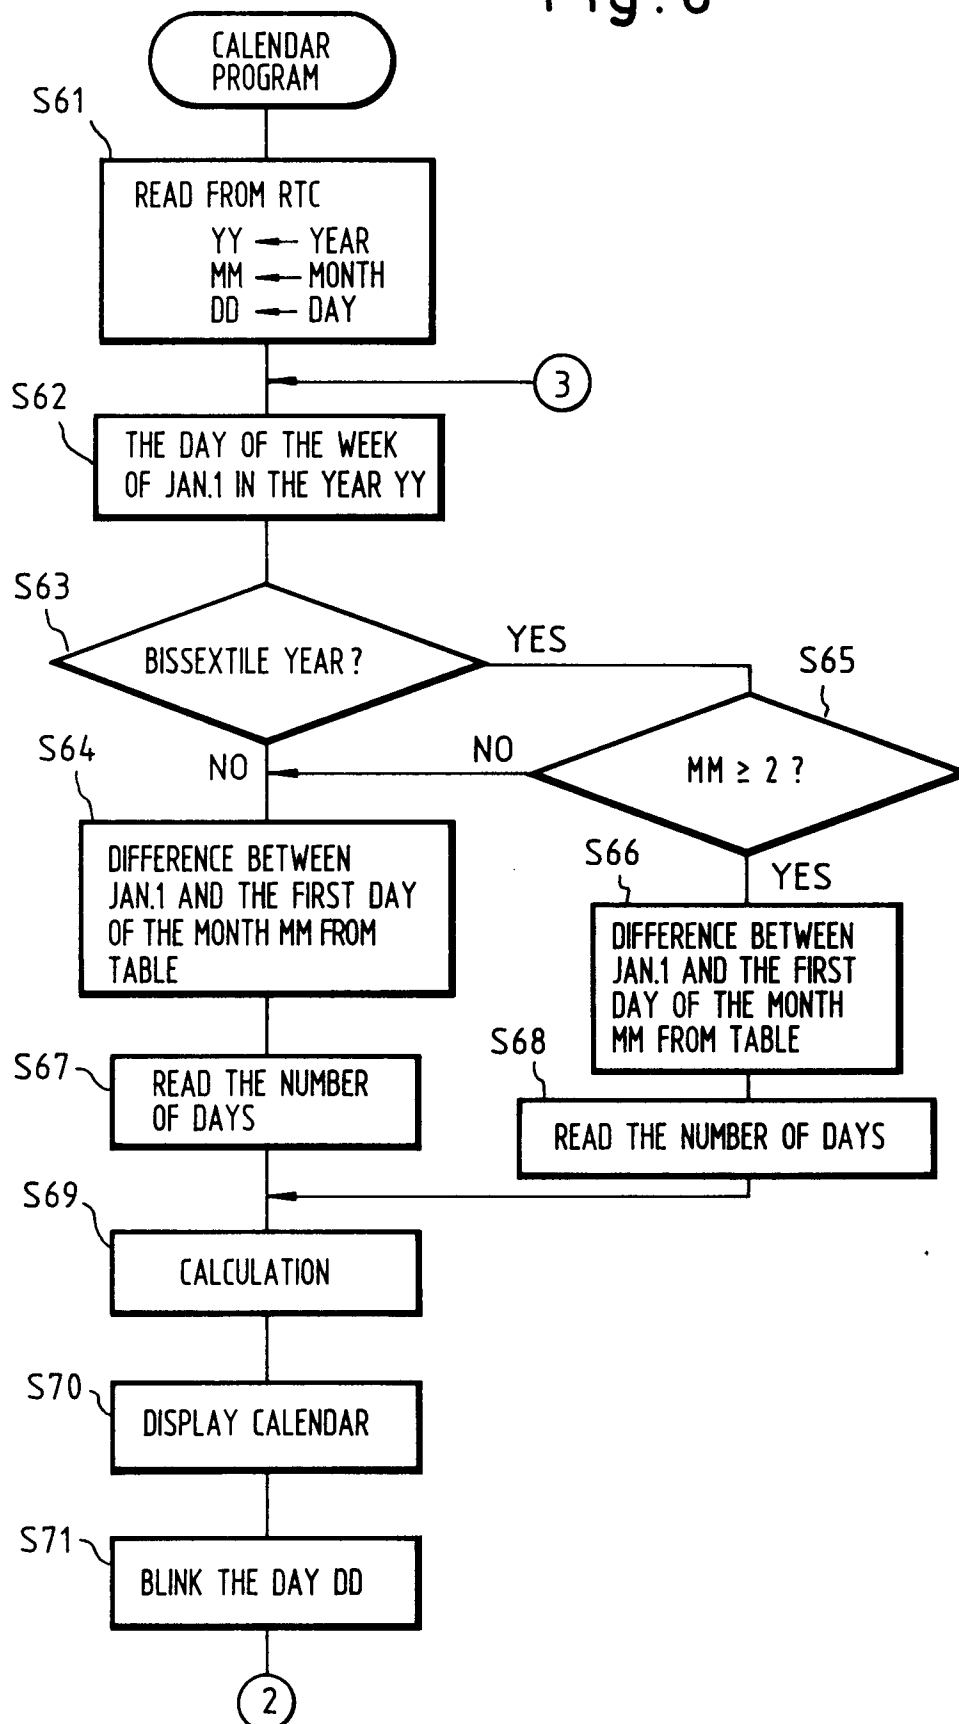 CALENDAR
PROGRAM
S61
READ FROM RTC
YY ← YEAR
MM ← MONTH
DD ← DAY
3
S62
THE DAY OF THE WEEK
OF JAN.1 IN THE YEAR YY
S63
BISSEXTILE YEAR ?
YES
S65
MM ≥ 2 ?
NO
NO
S64
DIFFERENCE BETWEEN
JAN.1 AND THE FIRST DAY
OF THE MONTH MM FROM
TABLE
S66
YES
DIFFERENCE BETWEEN
JAN.1 AND THE FIRST
DAY OF THE MONTH
MM FROM TABLE
S67
READ THE NUMBER
OF DAYS
S68
READ THE NUMBER OF DAYS
S69
CALCULATION
S70
DISPLAY CALENDAR
S71
BLINK THE DAY DD
2